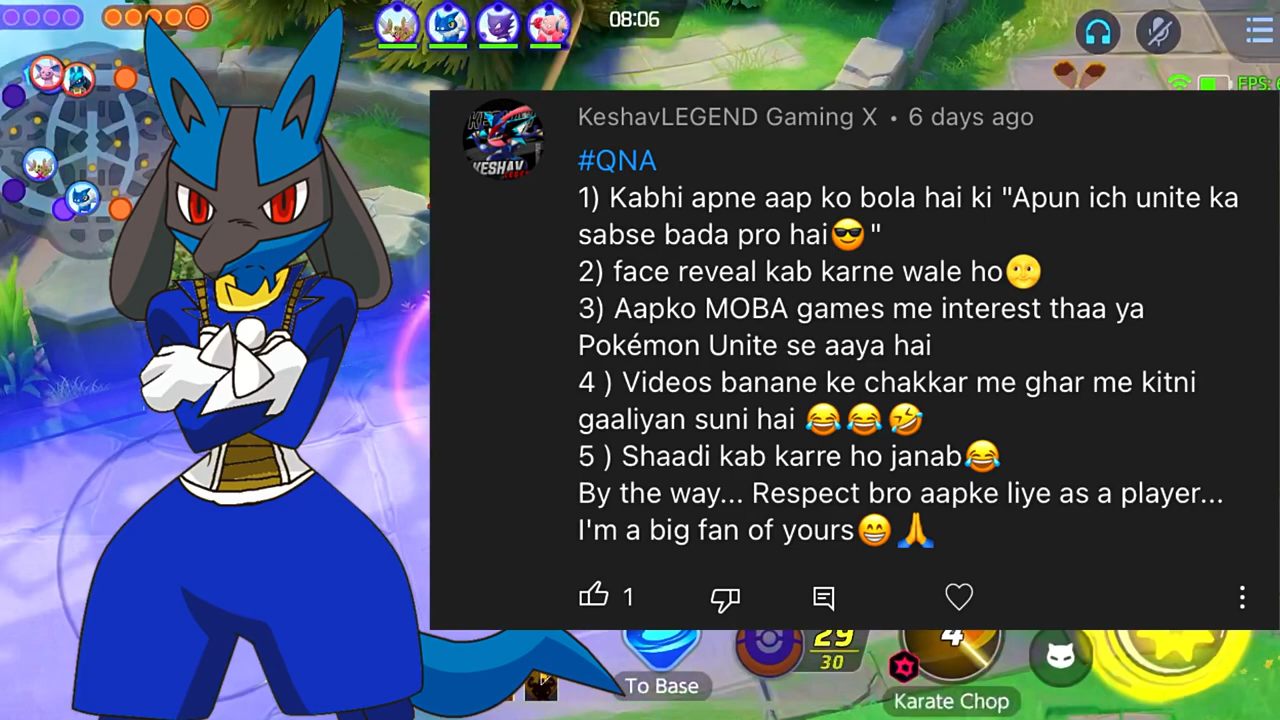 08:06
FPS:
KeshavLEGEND Gaming X • 6 days ago
KESHAV
#QNA
1) Kabhi apne aap ko bola hai ki "Apun ich unite ka
sabse bada pro hai😎"
2) face reveal kab karne wale ho🌝
3) Aapko MOBA games me interest thaa ya
Pokémon Unite se aaya hai
4 ) Videos banane ke chakkar me ghar me kitni
gaaliyan suni hai 😂😂🤣
5 ) Shaadi kab karre ho janab😂
By the way... Respect bro aapke liye as a player...
I'm a big fan of yours😁🙏
1
29
30
4
To Base
Karate Chop